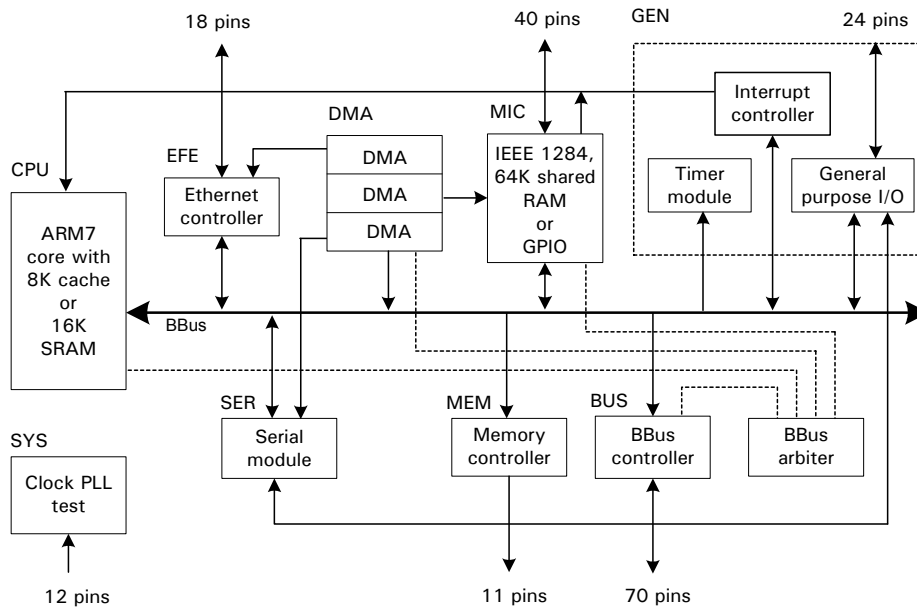 18 pins
40 pins
GEN
24 pins
DMA
MIC
Interrupt
controller
CPU
EFE
DMA
DMA
DMA
IEEE 1284,
64K shared
RAM
or
GPIO
Ethernet
controller
Timer
module
General
purpose I/O
ARM7
core with
8K cache
or
16K
SRAM
BBus
SER
MEM
BUS
Serial
module
Memory
controller
BBus
controller
BBus
arbiter
SYS
Clock PLL
test
12 pins
11 pins
70 pins